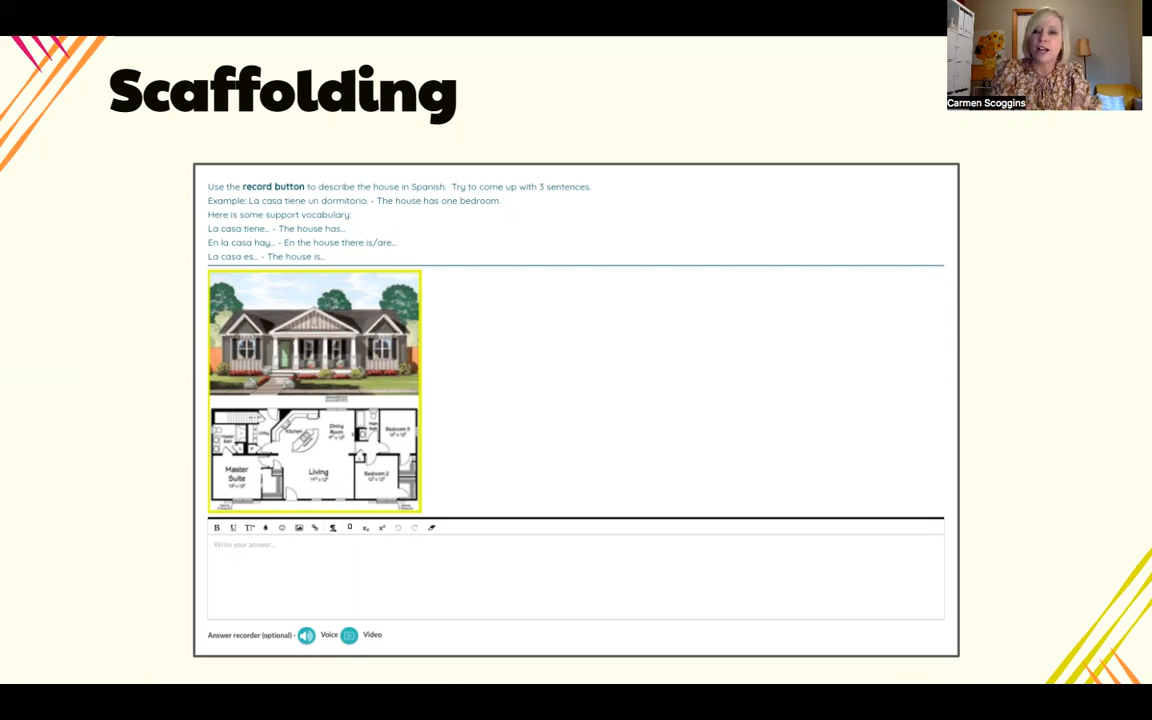 Scaffolding
Carmen Scoggins
Use the record button to describe the house in Spanish. Try to come up with 3 sentences.
Example: La casa tiene un dormitorio. - The house has one bedroom.
Here is some support vocabulary:
La casa tiene... - The house has...
En la casa hay... - En the house there is/are...
La casa es... - The house is...
Kitchen
Dining
Room
Bedroom 3
Master
Suite
Living
Bedroom 2
B U
Write your answer...
Answer recorder (optional) - Voice Video